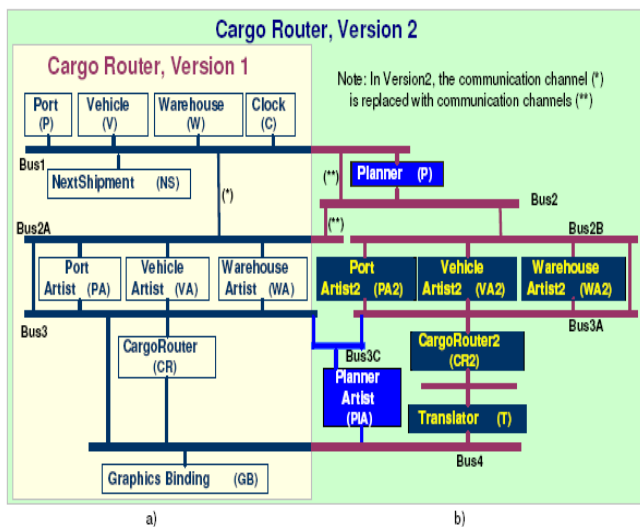 Cargo Router, Version 2
Cargo Router, Version 1
Note: In Version2, the communication channel (*)
is replaced with communication channels (**)
Port
(P)
Vehicle
(V)
Warehouse
(W)
Clock
(C)
Bus1
NextShipment (NS)
(*)
(**)
Planner (P)
Bus2
Bus2A
(**)
Bus2B
Port
Artist (PA)
Vehicle
Artist (VA)
Warehouse
Artist (WA)
Port
Artist2 (PA2)
Vehicle
Artist2 (VA2)
Warehouse
Artist2 (WA2)
Bus3
Bus3A
CargoRouter
(CR)
Bus3C
CargoRouter2
(CR2)
Planner
Artist
(PlA)
Translator (T)
Bus4
Graphics Binding (GB)
a)
b)